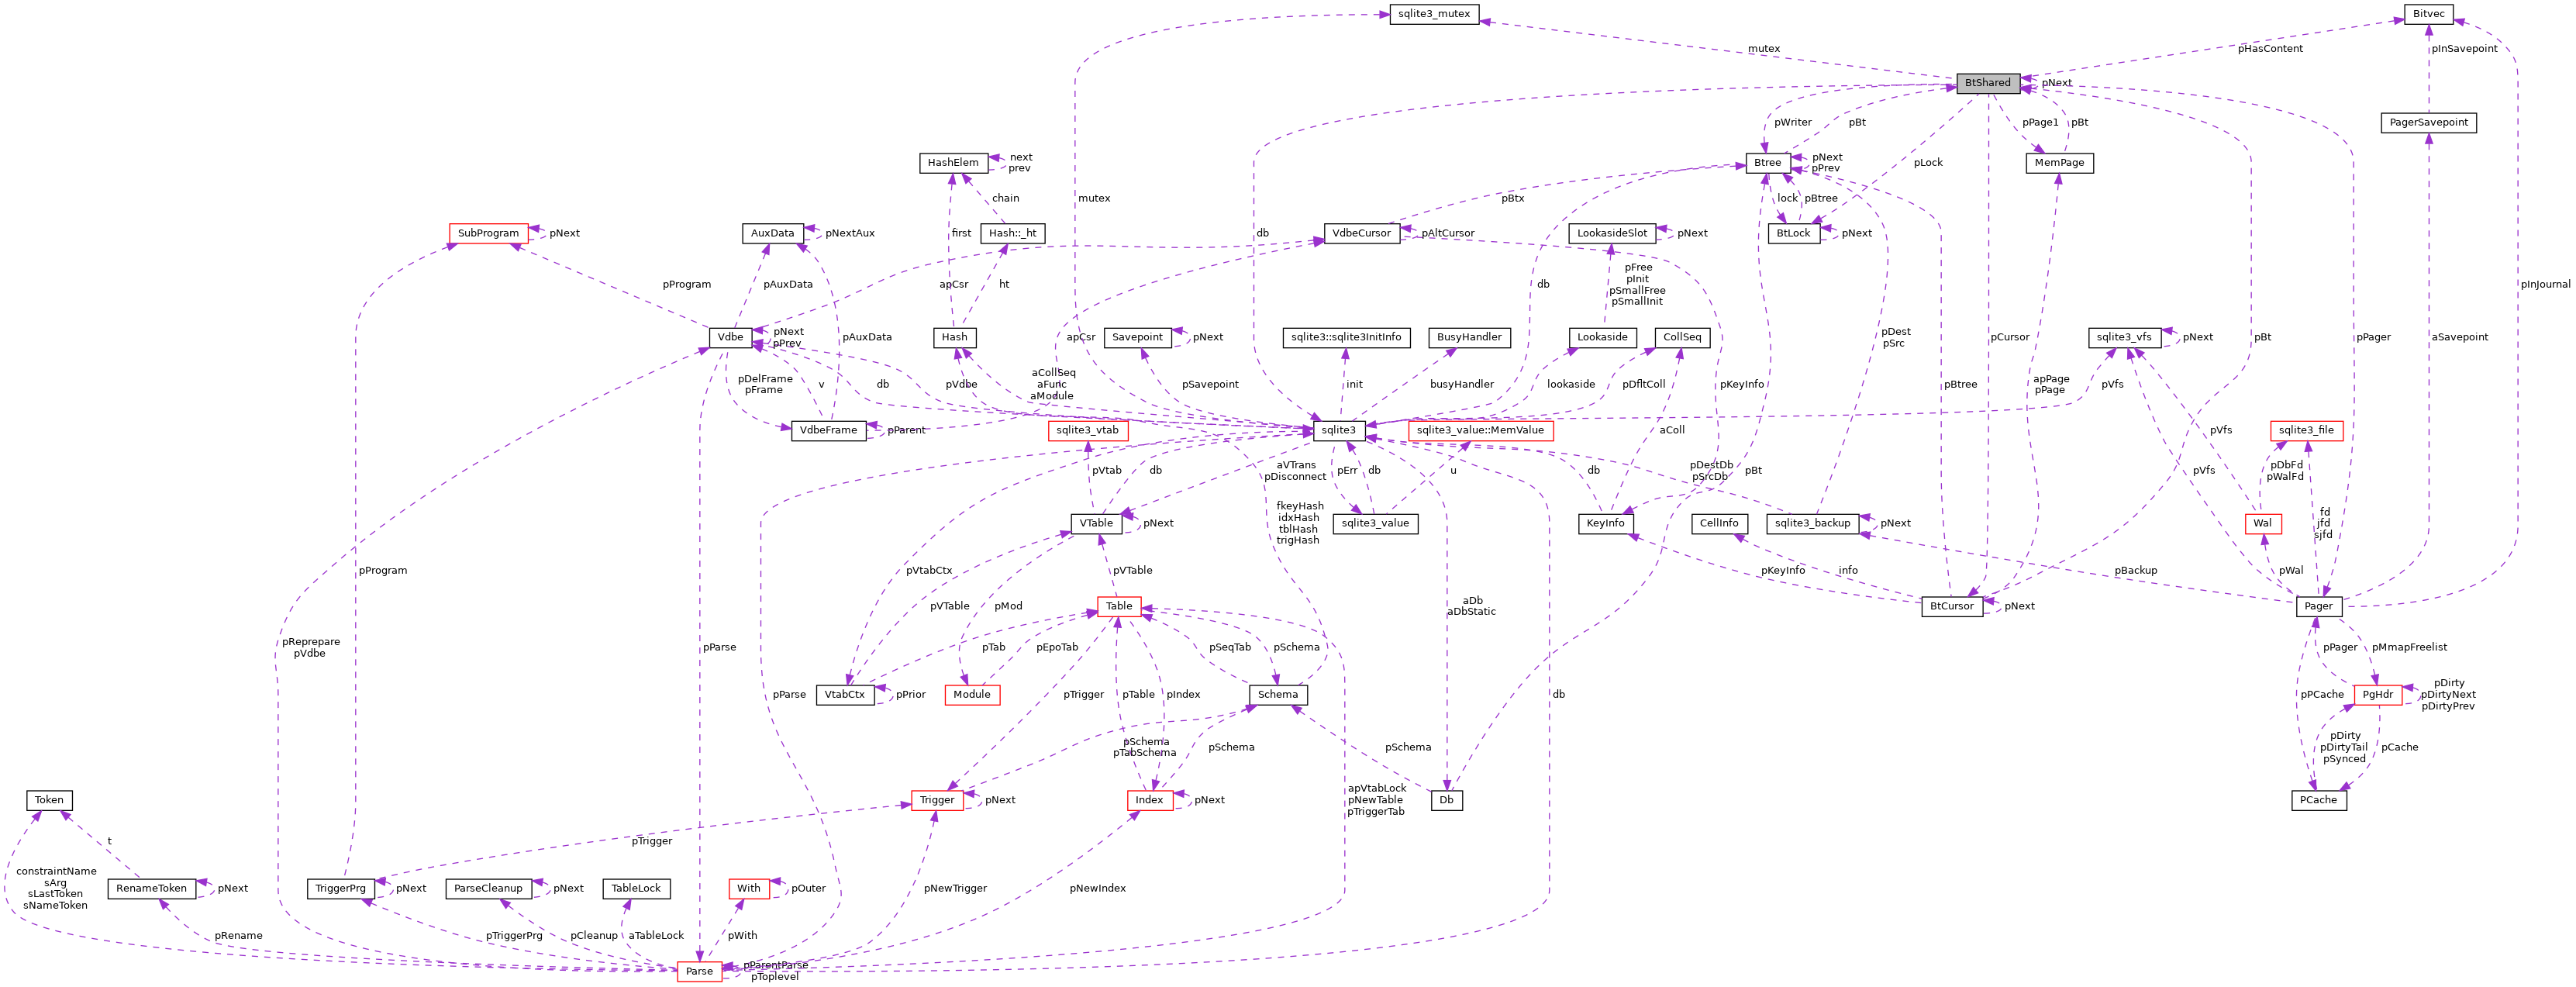 sqlite3_mutex
Bitvec
mutex
pHasContent
pInSavepoint
BtShared
pNext
PagerSavepoint
pWriter
pBt
pPage1
pBt
HashElem
next
prev
Btree
pNext
pPrev
pLock
MemPage
chain
mutex
pBtx
lock
pBtree
SubProgram
pNext
AuxData
pNextAux
first
Hash::_ht
db
VdbeCursor
pAltCursor
LookasideSlot
pNext
BtLock
pNext
pProgram
pAuxData
apCsr
ht
pFree
pInit
pSmallFree
pSmallInit
db
pInJournal
Vdbe
pNext
pPrev
pAuxData
Hash
apCsr
Savepoint
pNext
sqlite3::sqlite3InitInfo
BusyHandler
Lookaside
CollSeq
pDest
pSrc
pCursor
sqlite3_vfs
pNext
pBt
pPager
aSavepoint
pDelFrame
pFrame
v
db
pVdbe
aCollSeq
aFunc
aModule
pSavepoint
init
busyHandler
lookaside
pDfltColl
pKeyInfo
pBtree
apPage
pPage
pVfs
VdbeFrame
pParent
sqlite3_vtab
sqlite3
sqlite3_value::MemValue
aColl
pVfs
sqlite3_file
pVtab
db
aVTrans
pDisconnect
pErr
db
u
db
pDestDb
pSrcDb
pBt
pVfs
pDbFd
pWalFd
fkeyHash
idxHash
tblHash
trigHash
VTable
pNext
sqlite3_value
KeyInfo
CellInfo
sqlite3_backup
pNext
Wal
fd
jfd
sjfd
pProgram
pVtabCtx
pVTable
pKeyInfo
info
pBackup
pWal
pVTable
pMod
Table
aDb
aDbStatic
BtCursor
pNext
Pager
pReprepare
pVdbe
pParse
pTab
pEpoTab
pSeqTab
pSchema
pPager
pMmapFreelist
pParse
VtabCtx
pPrior
Module
pTrigger
pTable
pIndex
Schema
db
pPCache
PgHdr
pDirty
pDirtyNext
pDirtyPrev
pSchema
pTabSchema
pSchema
pSchema
pDirty
pDirtyTail
pSynced
pCache
Token
Trigger
pNext
Index
pNext
apVtabLock
pNewTable
pTriggerTab
Db
PCache
t
pTrigger
constraintName
sArg
sLastToken
sNameToken
RenameToken
pNext
TriggerPrg
pNext
ParseCleanup
pNext
TableLock
With
pOuter
pNewTrigger
pNewIndex
pRename
pTriggerPrg
pCleanup
aTableLock
pWith
Parse
pParentParse
pToplevel